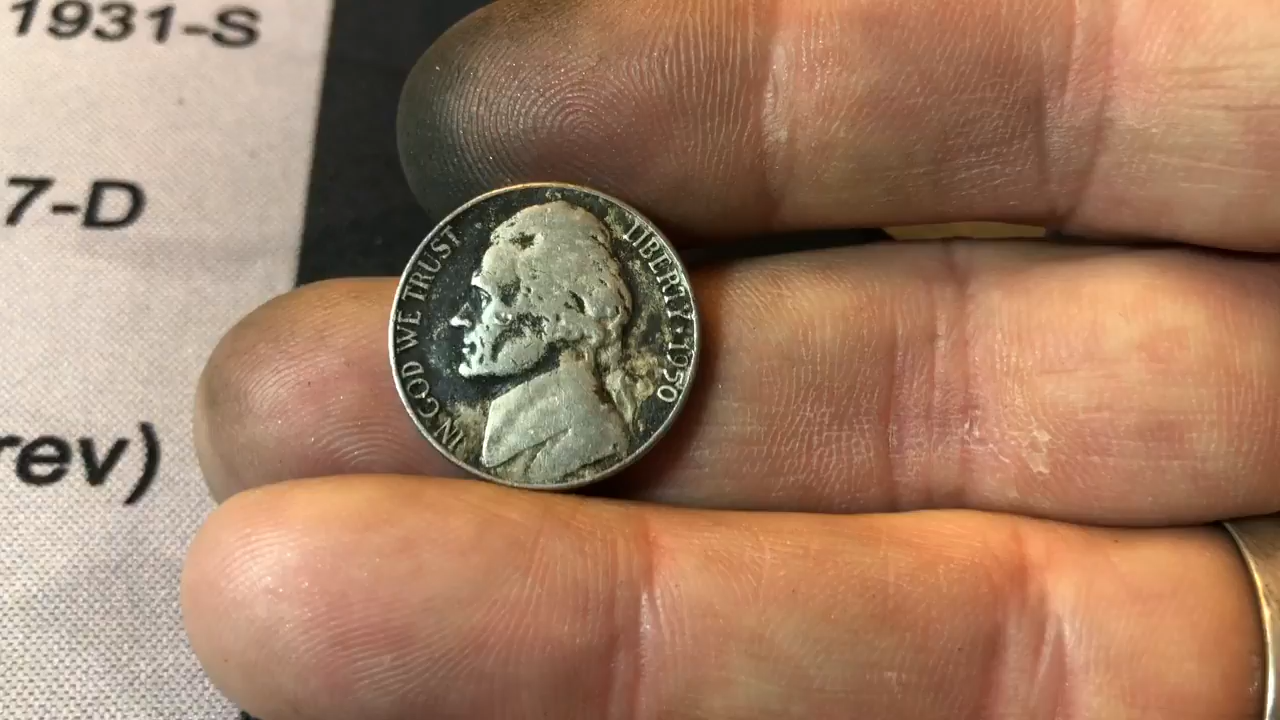 1931-S
7-D
rev)
IN GOD WE TRUST
LIBERTY · 1950